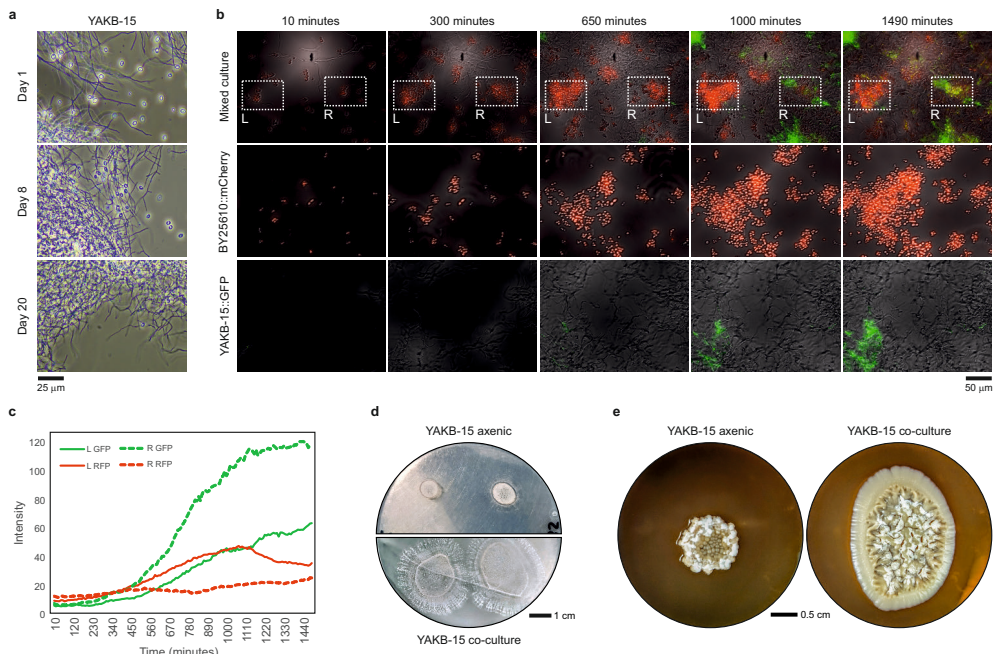 a
YAKB-15
Day 1
Day 8
Day 20
25 μm
b
10 minutes
300 minutes
650 minutes
1000 minutes
1490 minutes
Mixed culture
L
R
L
R
L
R
L
R
L
R
BY25610::mCherry
YAKB-15::GFP
50 μm
c
Intensity
120
100
80
60
40
20
0
L GFP
R GFP
L RFP
R RFP
10
120
230
340
450
560
670
780
890
1000
1110
1220
1330
1440
Time (minutes)
d
YAKB-15 axenic
1 cm
YAKB-15 co-culture
e
YAKB-15 axenic
YAKB-15 co-culture
0.5 cm